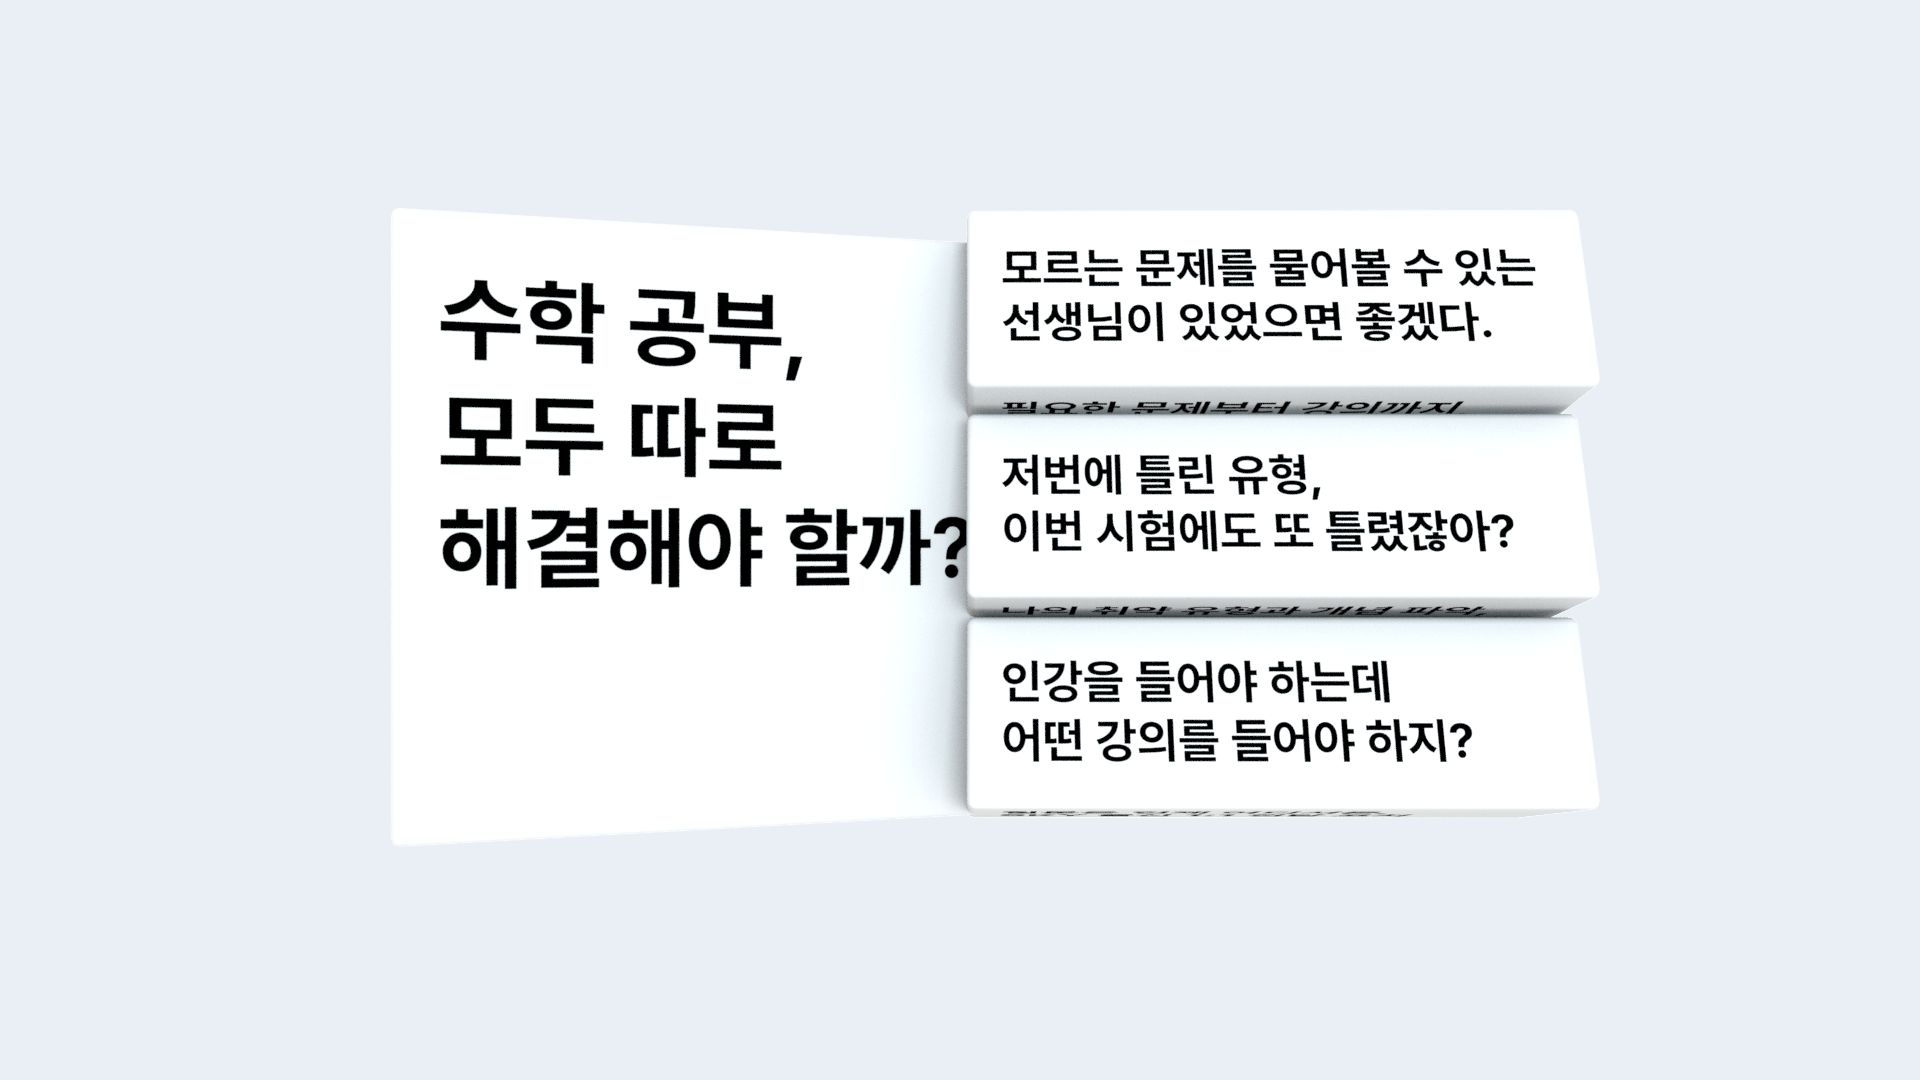 수학 공부,
모두 따로
해결해야 할까?
모르는 문제를 물어볼 수 있는
선생님이 있었으면 좋겠다.
필요한 문제부터 강의까지
저번에 틀린 유형,
이번 시험에도 또 틀렸잖아?
나의 취약 유형과 개념 파악,
인강을 들어야 하는데
어떤 강의를 들어야 하지?